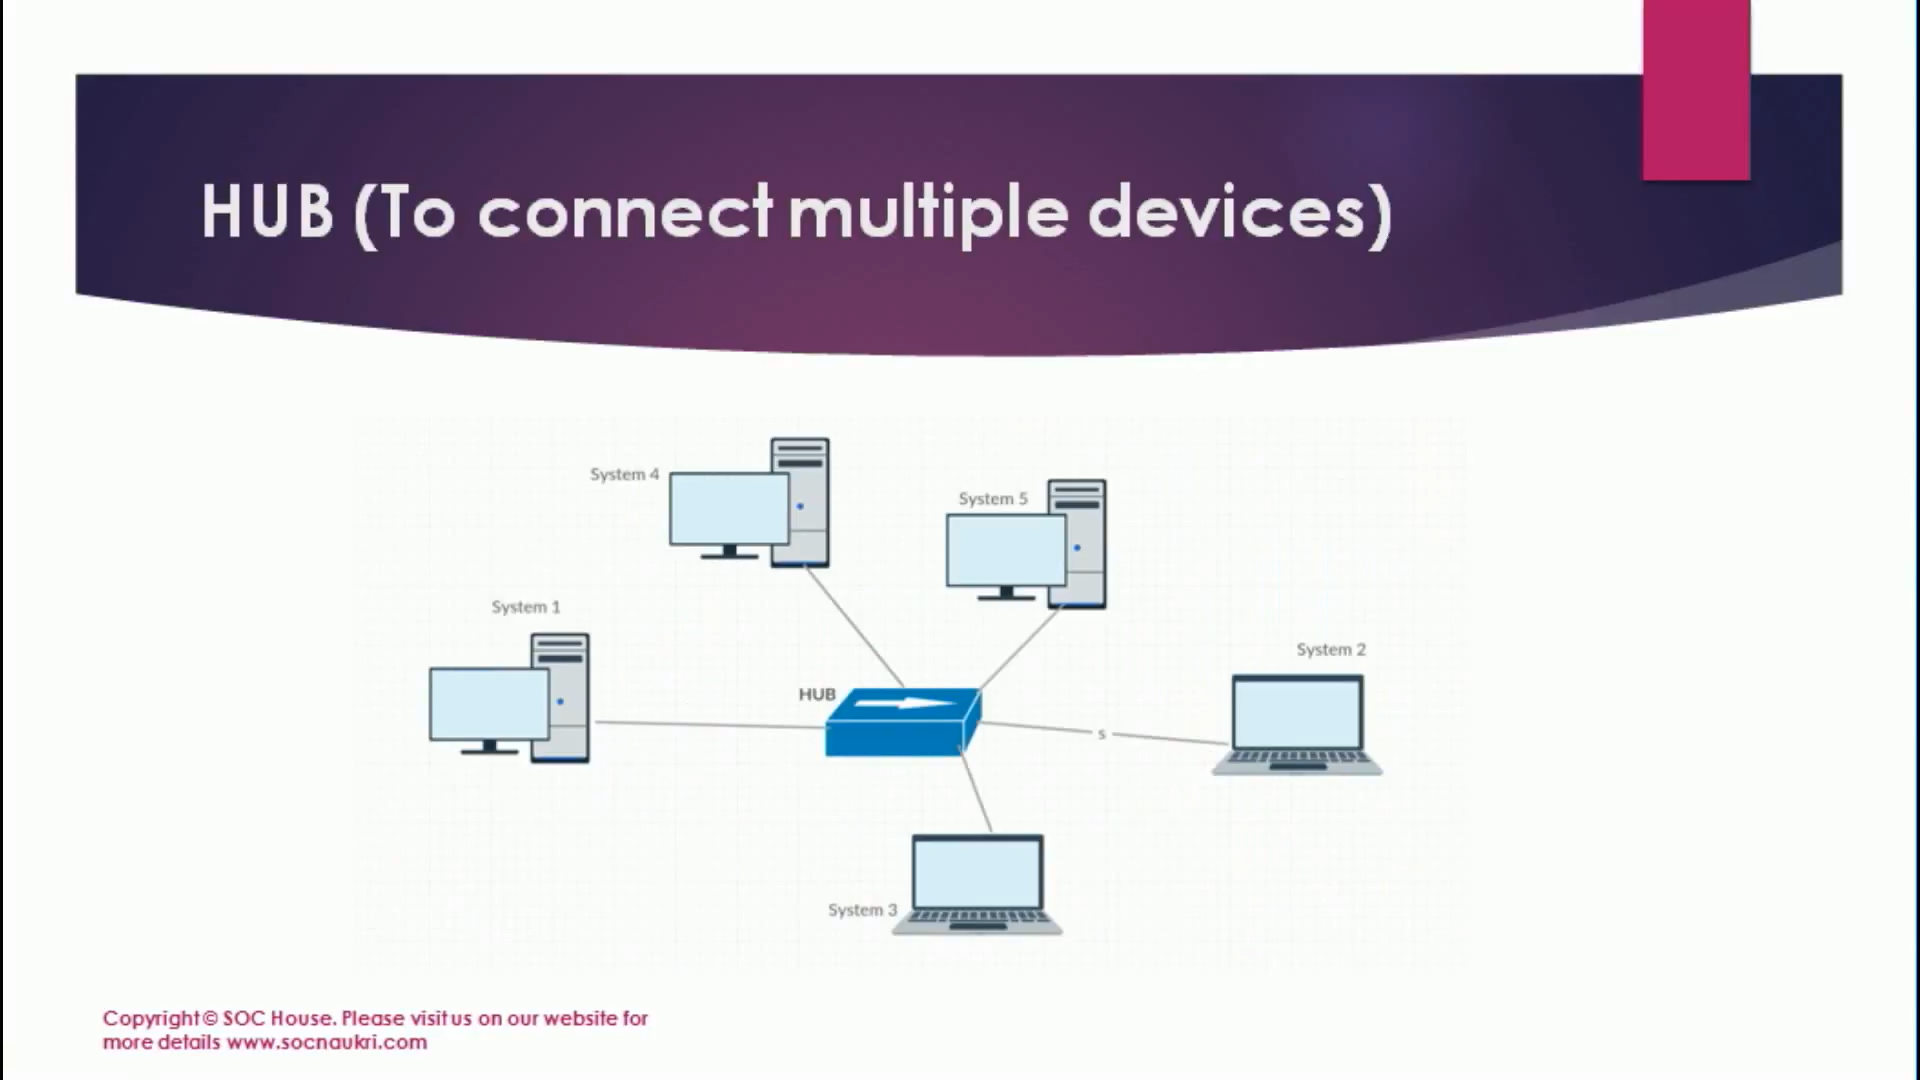 HUB (To connect multiple devices)
System 4
System 5
System 1
System 2
HUB
s
System 3
Copyright © SOC House. Please visit us on our website for
more details www.socnaukri.com